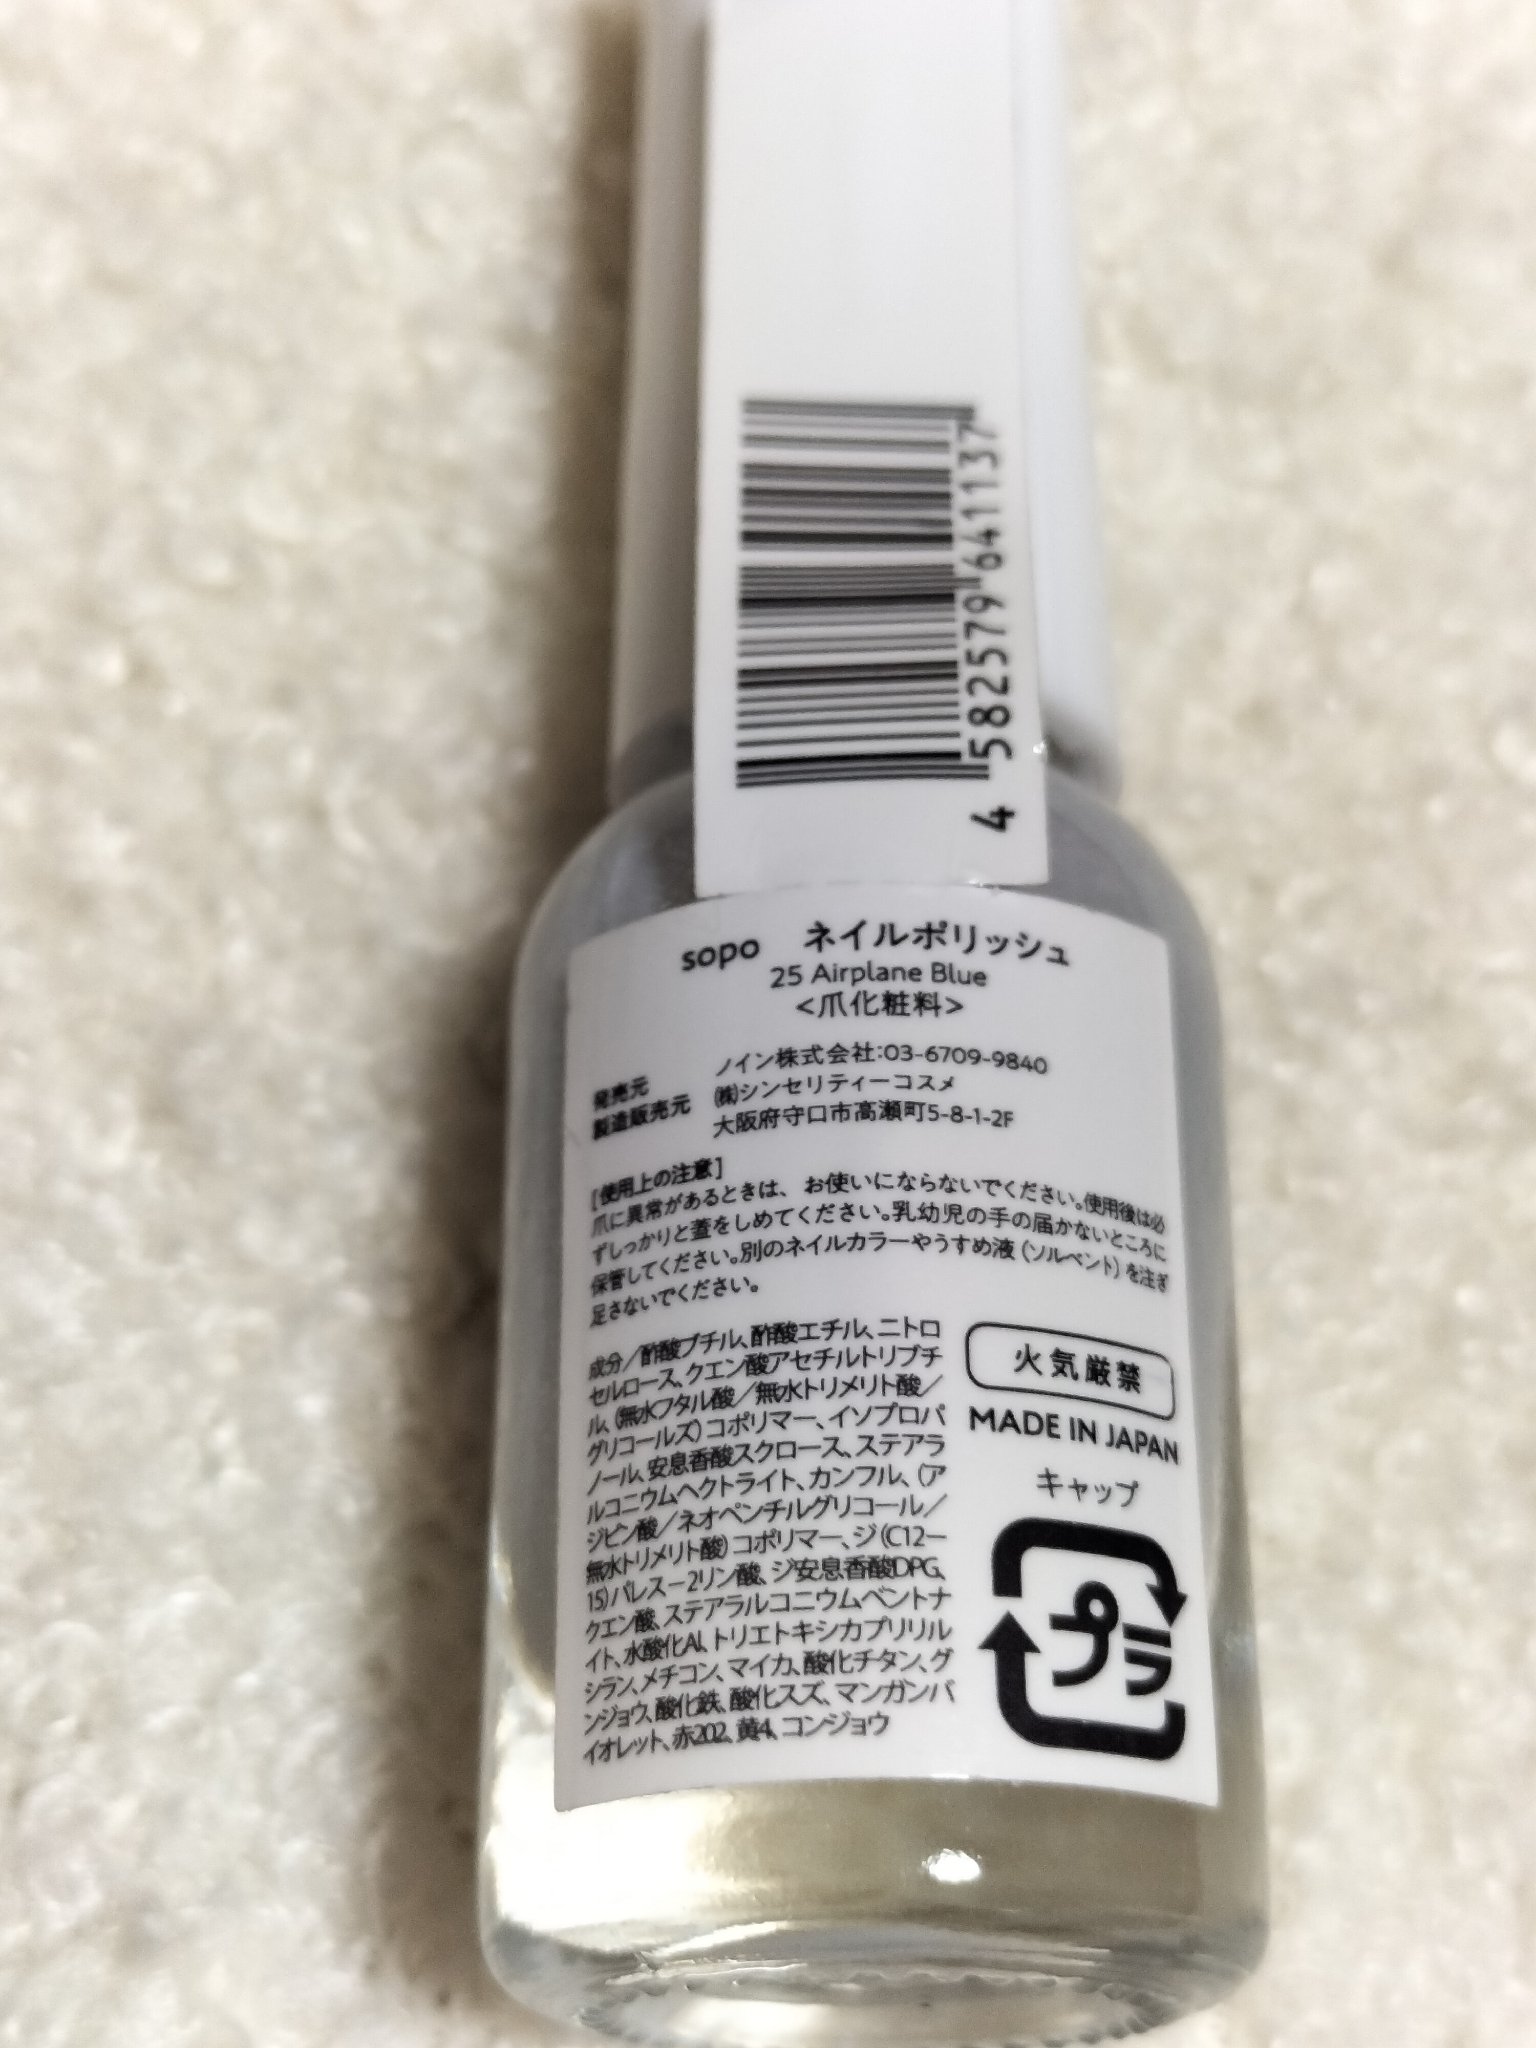 4 582579 641137
sopo ネイルポリッシュ
25 Airplane Blue
<爪化粧料>
発売元 ノイン株式会社:03-6709-9840
製造販売元 ㈱シンセリティーコスメ
大阪府守口市高瀬町5-8-1-2F
[使用上の注意]
爪に異常があるときは、お使いにならないでください。使用後は必
ずしっかりと蓋をしめてください。乳幼児の手の届かないところに
保管してください。別のネイルカラーやうすめ液(ソルベント)を注ぎ
足さないでください。
成分/酢酸ブチル、酢酸エチル、ニトロ
セルロース、クエン酸アセチルトリブチ
ル、(無水フタル酸/無水トリメリト酸/
グリコールズ)コポリマー、イソプロパ
ノール、安息香酸スクロース、ステアラ
ルコニウムヘクトライト、カンフル、(ア
ジピン酸/ネオペンチルグリコール/
無水トリメリト酸)コポリマー、ジ(C12-
15)パレス-2リン酸、ジ安息香酸DPG、
クエン酸、ステアラルコニウムベントナ
イト、水酸化Al、トリエトキシカプリリル
シラン、メチコン、マイカ、酸化チタン、グ
ンジョウ、酸化鉄、酸化スズ、マンガンバ
イオレット、赤202、黄4、コンジョウ
火気厳禁
MADE IN JAPAN
キャップ
プラ